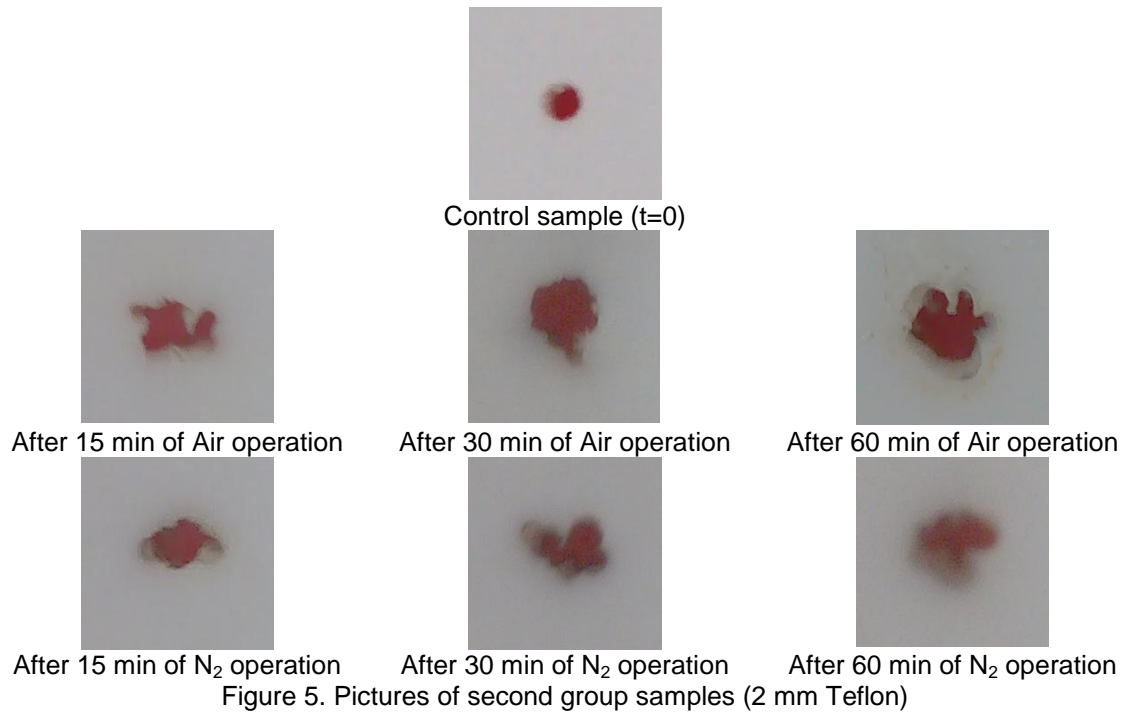 Control sample (t=0)
After 15 min of Air operation
After 30 min of Air operation
After 60 min of Air operation
After 15 min of N₂ operation
After 30 min of N₂ operation
After 60 min of N₂ operation
Figure 5. Pictures of second group samples (2 mm Teflon)